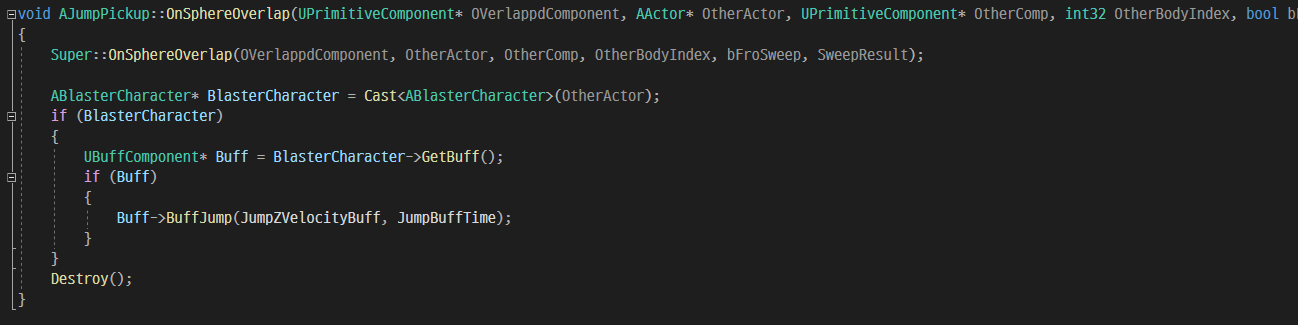 void AJumpPickup::OnSphereOverlap(UPrimitiveComponent* OVerlappdComponent, AActor* OtherActor, UPrimitiveComponent* OtherComp, int32 OtherBodyIndex, bool
{
Super::OnSphereOverlap(OVerlappdComponent, OtherActor, OtherComp, OtherBodyIndex, bFroSweep, SweepResult);
ABlasterCharacter* BlasterCharacter = Cast<ABlasterCharacter>(OtherActor);
if (BlasterCharacter)
{
UBuffComponent* Buff = BlasterCharacter->GetBuff();
if (Buff)
{
Buff->BuffJump(JumpZVelocityBuff, JumpBuffTime);
}
}
Destroy();
}